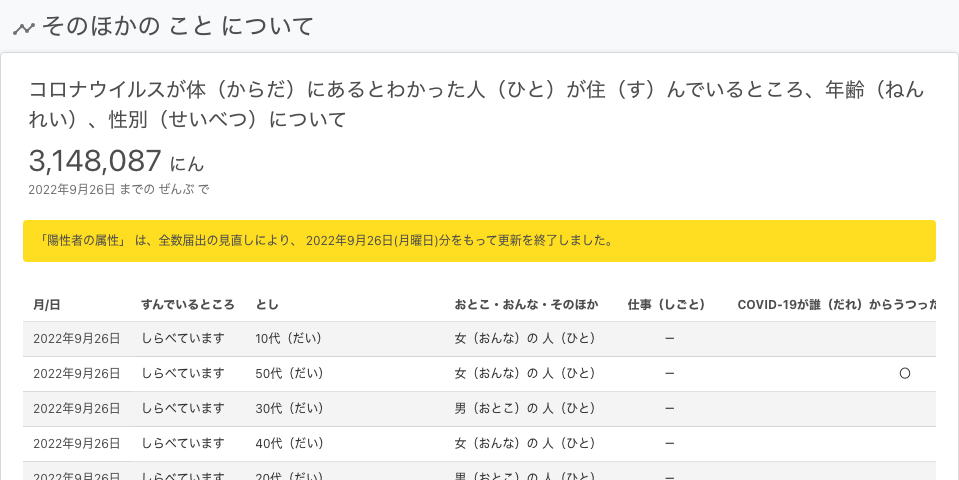 そのほかの こと について
コロナウイルスが体（からだ）にあるとわかった人（ひと）が住（す）んでいるところ、年齢（ねん
れい）、性別（せいべつ）について
3,148,087 にん
2022年9月26日 までの ぜんぶ で
「陽性者の属性」 は、全数届出の見直しにより、 2022年9月26日(月曜日)分をもって更新を終了しました。
月/日 すんでいるところ とし おとこ・おんな・そのほか 仕事（しごと） COVID-19が誰（だれ）からうつった
2022年9月26日 しらべています 10代（だい） 女（おんな）の 人（ひと） ー
2022年9月26日 しらべています 50代（だい） 女（おんな）の 人（ひと） ー 〇
2022年9月26日 しらべています 30代（だい） 男（おとこ）の 人（ひと） ー
2022年9月26日 しらべています 40代（だい） 女（おんな）の 人（ひと） ー
2022年9月26日 しらべています 20代（だい） 男（おとこ）の 人（ひと） ー